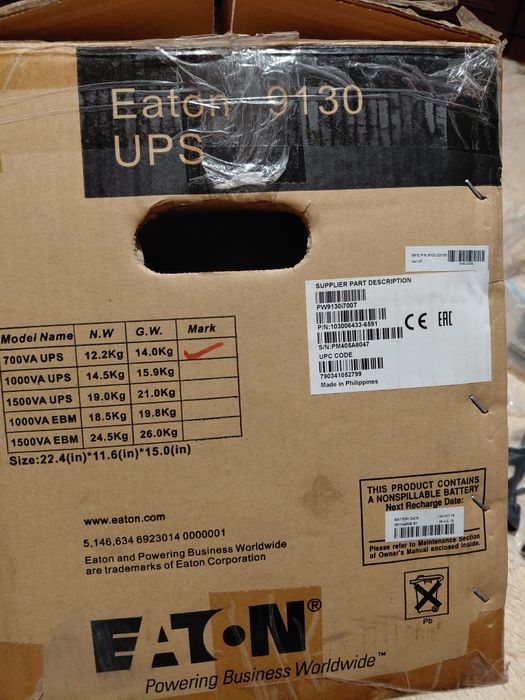 Eaton 9130
UPS
SUPPLIER PART DESCRIPTION
PW9130i700T
P/N:103006433-6591
S/N:PM405A8047
UPC CODE
790341052799
Made in Philippines
CE EAC
Model Name N.W G.W. Mark
700VA UPS 12.2Kg 14.0Kg
1000VA UPS 14.5Kg 15.9Kg
1500VA UPS 19.0Kg 21.0Kg
1000VA EBM 18.5Kg 19.8Kg
1500VA EBM 24.5Kg 26.0Kg
Size:22.4(in)*11.6(in)*15.0(in)
THIS PRODUCT CONTAINS
A NONSPILLABLE BATTERY
Next Recharge Date:
BATTERY DATE
RECHARGE BY
Please refer to Maintenance Section
of Owner's Manual enclosed inside.
Pb
www.eaton.com
5,146,634 6923014 0000001
Eaton and Powering Business Worldwide
are trademarks of Eaton Corporation
EATON®
Powering Business Worldwide™